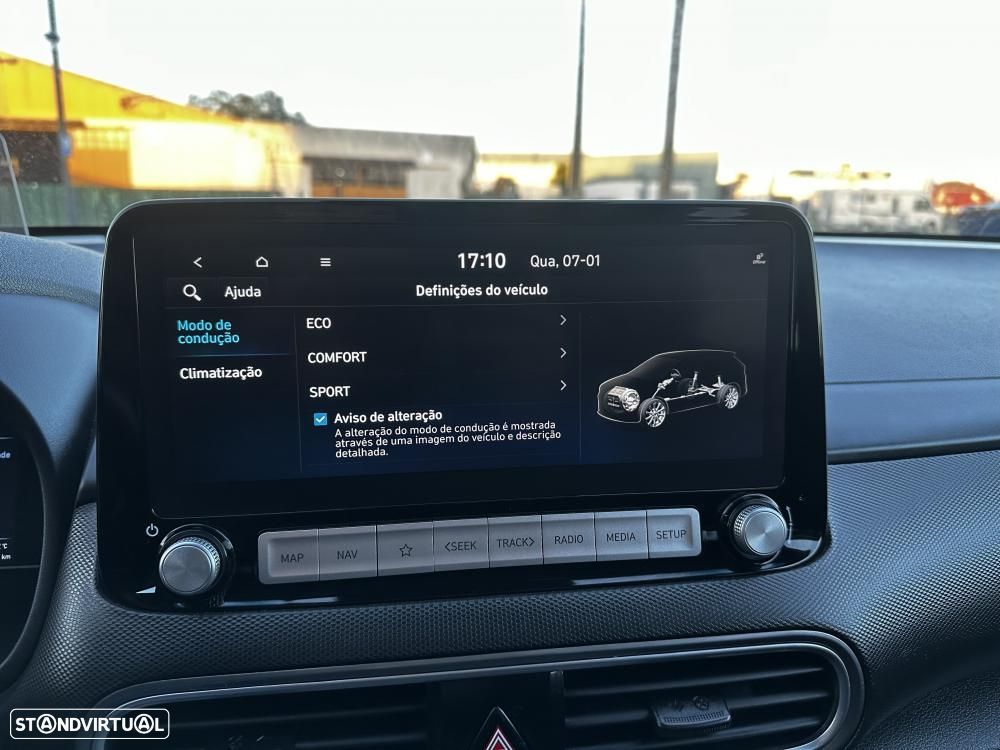 17:10 Qua, 07-01
Ajuda
Definições do veículo
Modo de
condução
Climatização
ECO
COMFORT
SPORT
Aviso de alteração
A alteração do modo de condução é mostrada
através de uma imagem do veículo e descrição
detalhada.
MAP
NAV
<SEEK
TRACK>
RADIO
MEDIA
SETUP
°C
km
STANDVIRTUAL